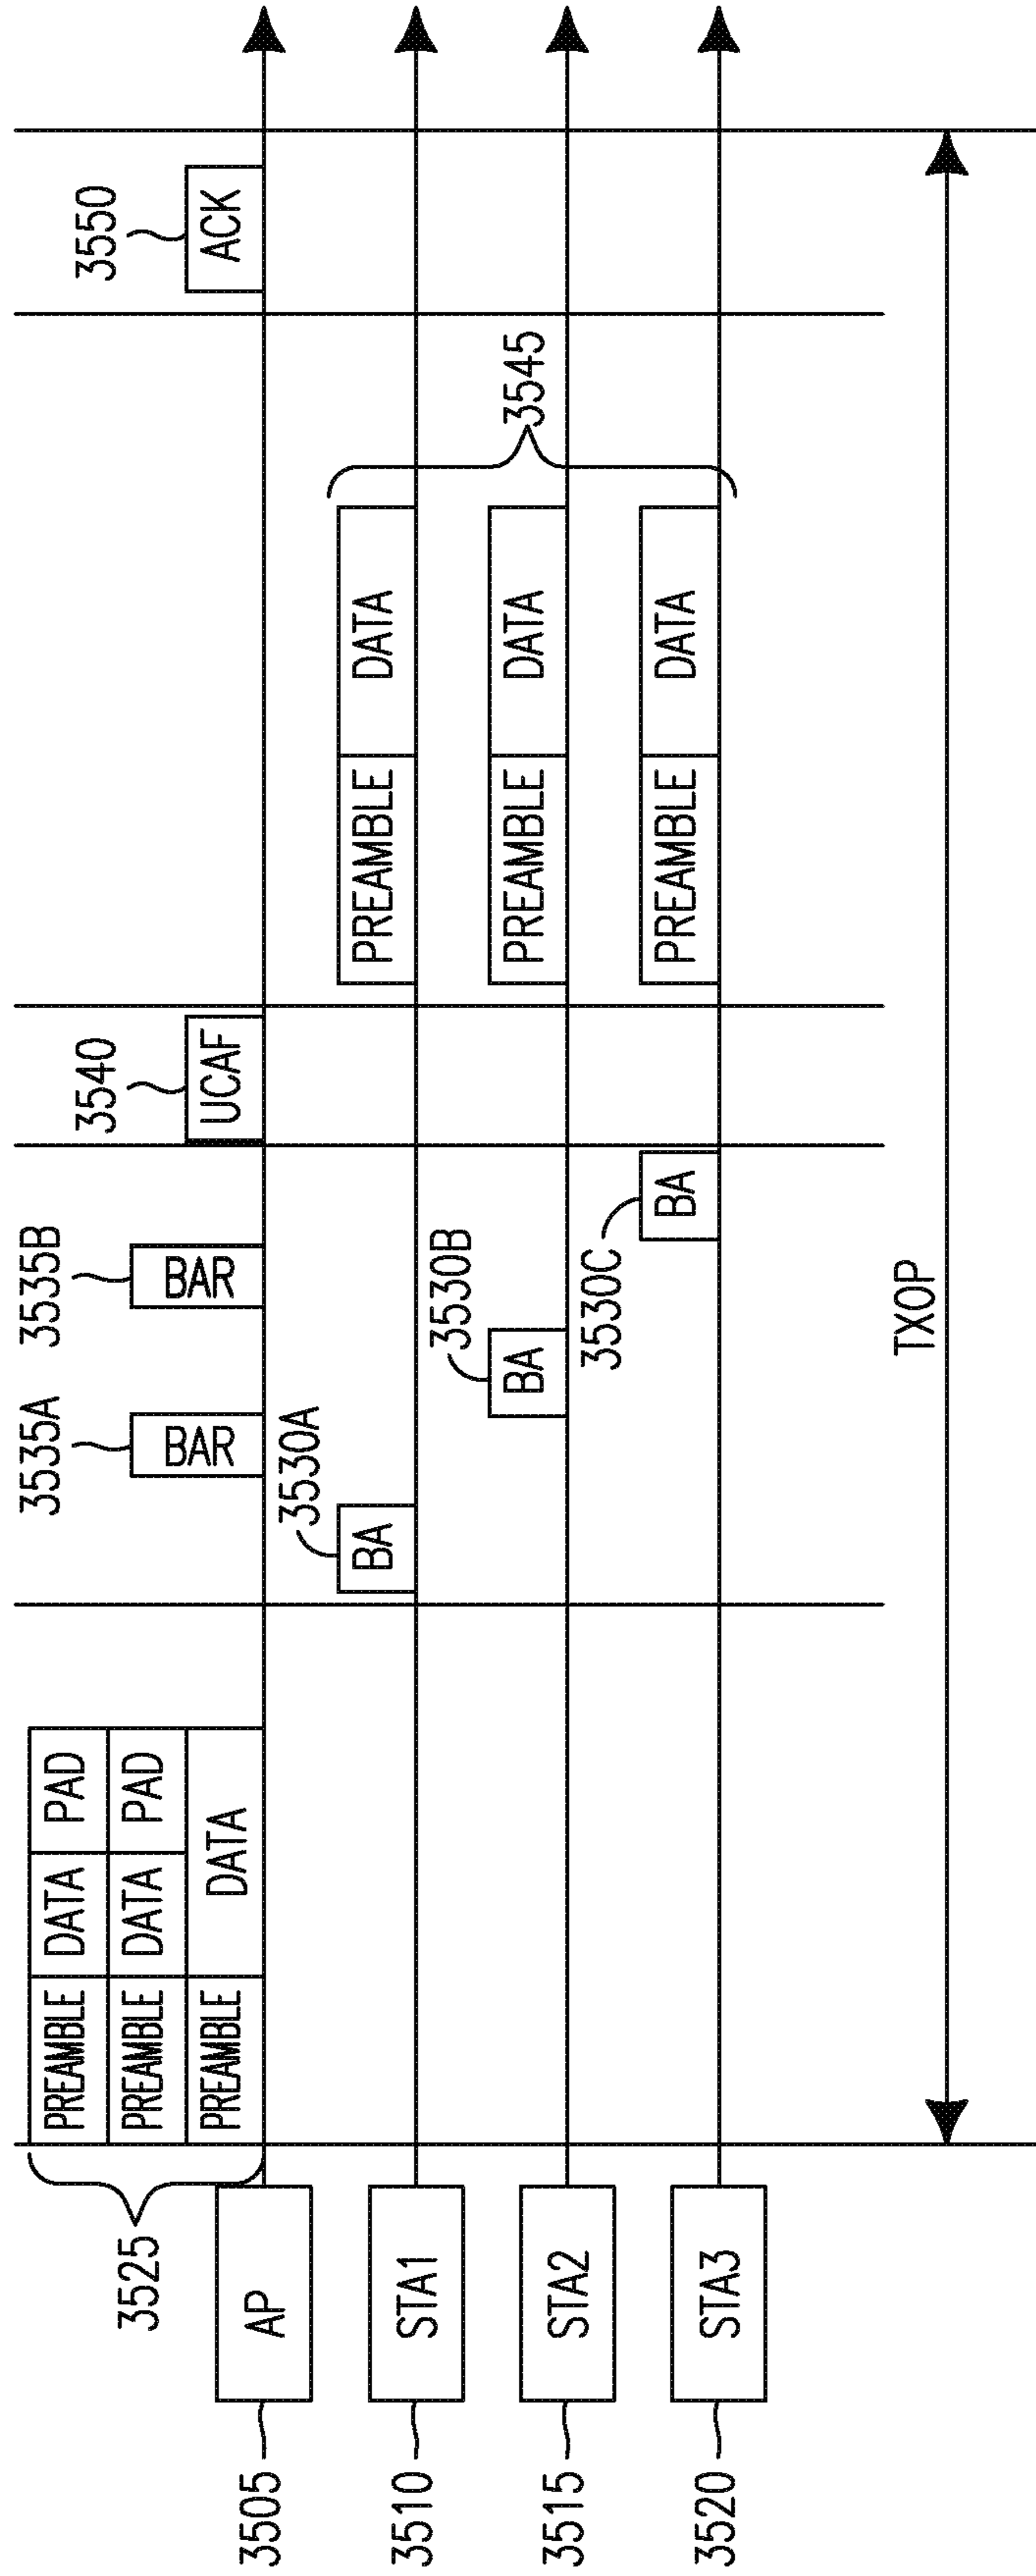 3525
PREAMBLE DATA PAD
PREAMBLE DATA PAD
PREAMBLE DATA
3535A
3535B
3540
3550
BAR
BAR
UCAF
ACK
3505
AP
3530A
3510
STA1
BA
PREAMBLE DATA
3530B
3545
3515
STA2
BA
PREAMBLE DATA
3530C
3520
STA3
BA
PREAMBLE DATA
TXOP